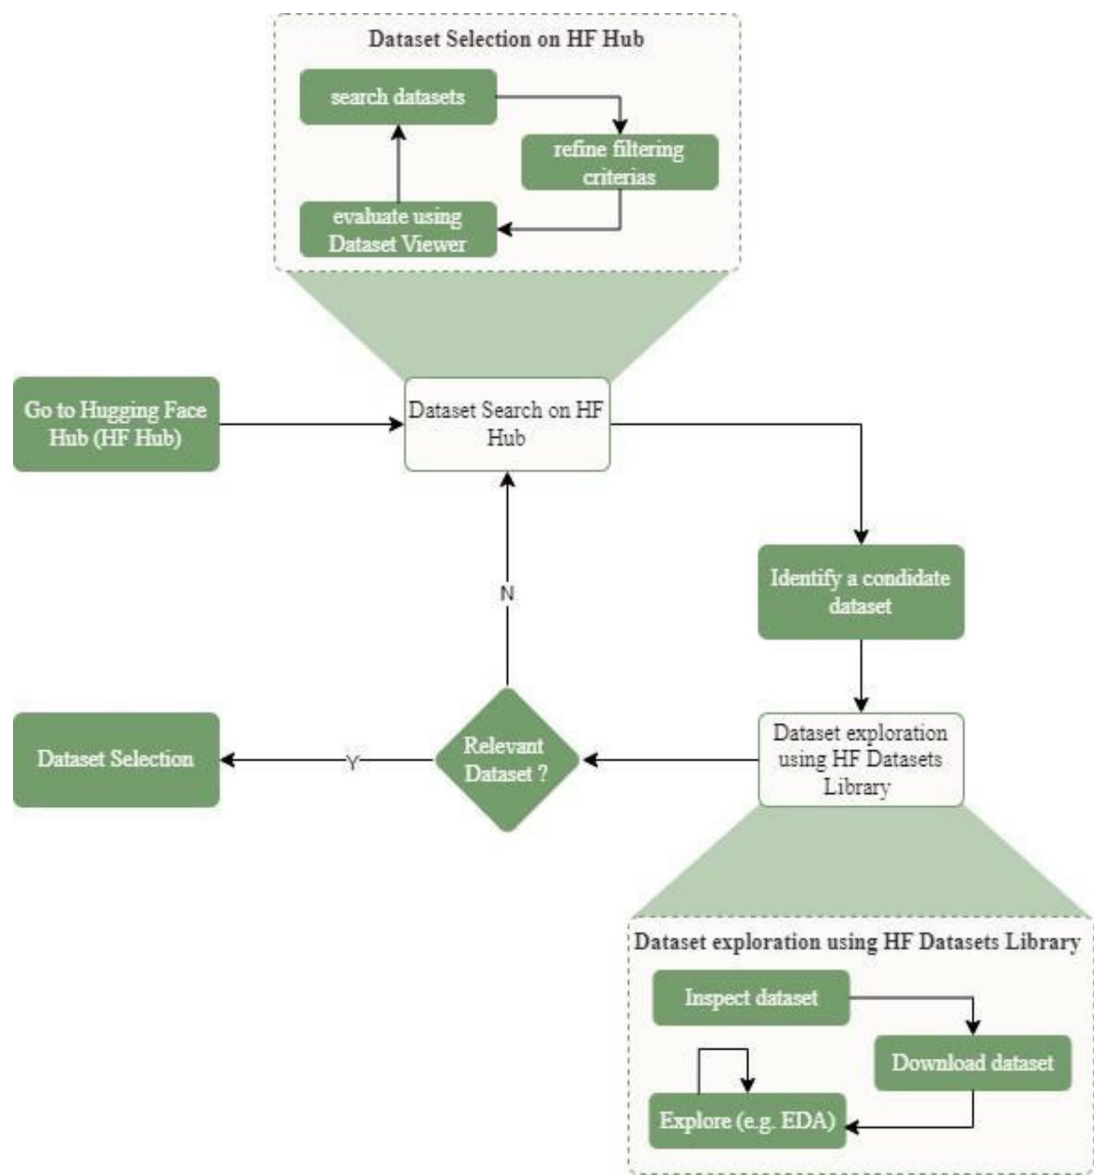 Dataset Selection on HF Hub
search datasets
refine filtering
criterias
evaluate using
Dataset Viewer
Go to Hugging Face
Hub (HF Hub)
Dataset Search on HF
Hub
Identify a condidate
dataset
N
Dataset Selection
Y
Relevant
Dataset ?
Dataset exploration
using HF Datasets
Library
Dataset exploration using HF Datasets Library
Inspect dataset
Download dataset
Explore (e.g. EDA)